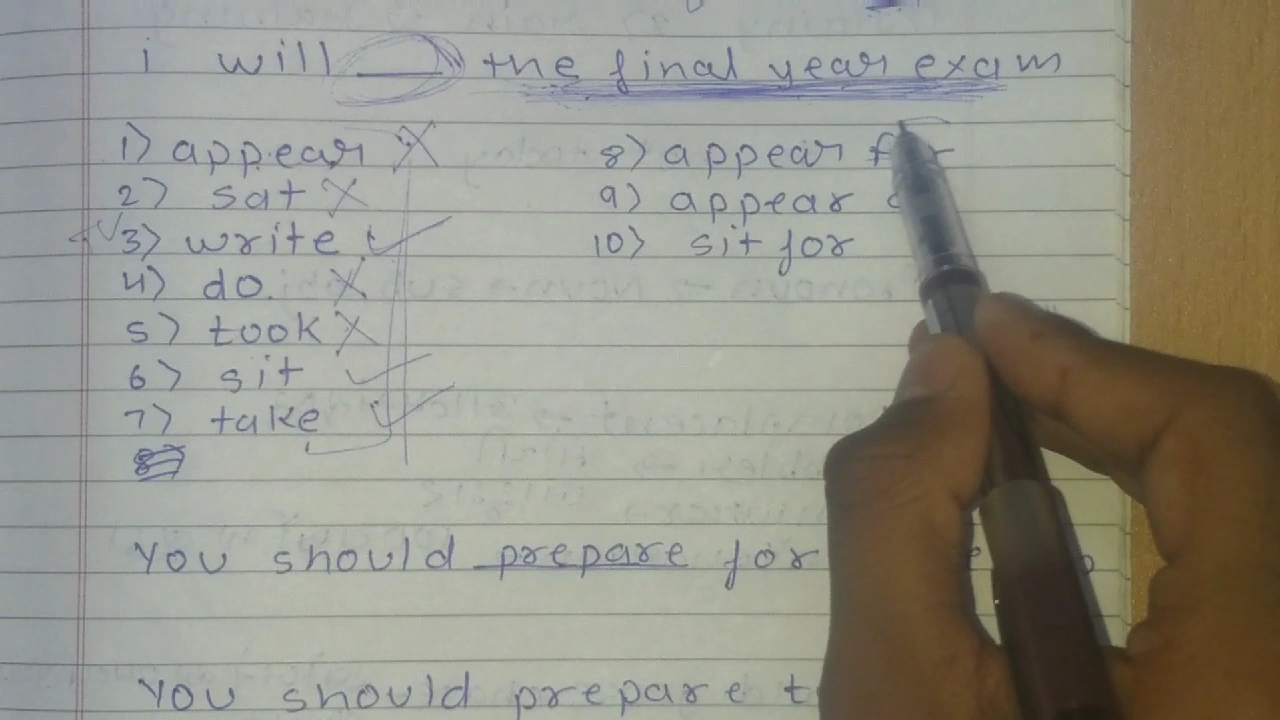 i will ___ the final year exam
1) appear X
2) sat X
3) write ✓
4) do. X
5) took X
6) sit ✓
7) take ✓
8) appear
9) appear
10) sit for
You should prepare for
You should prepare